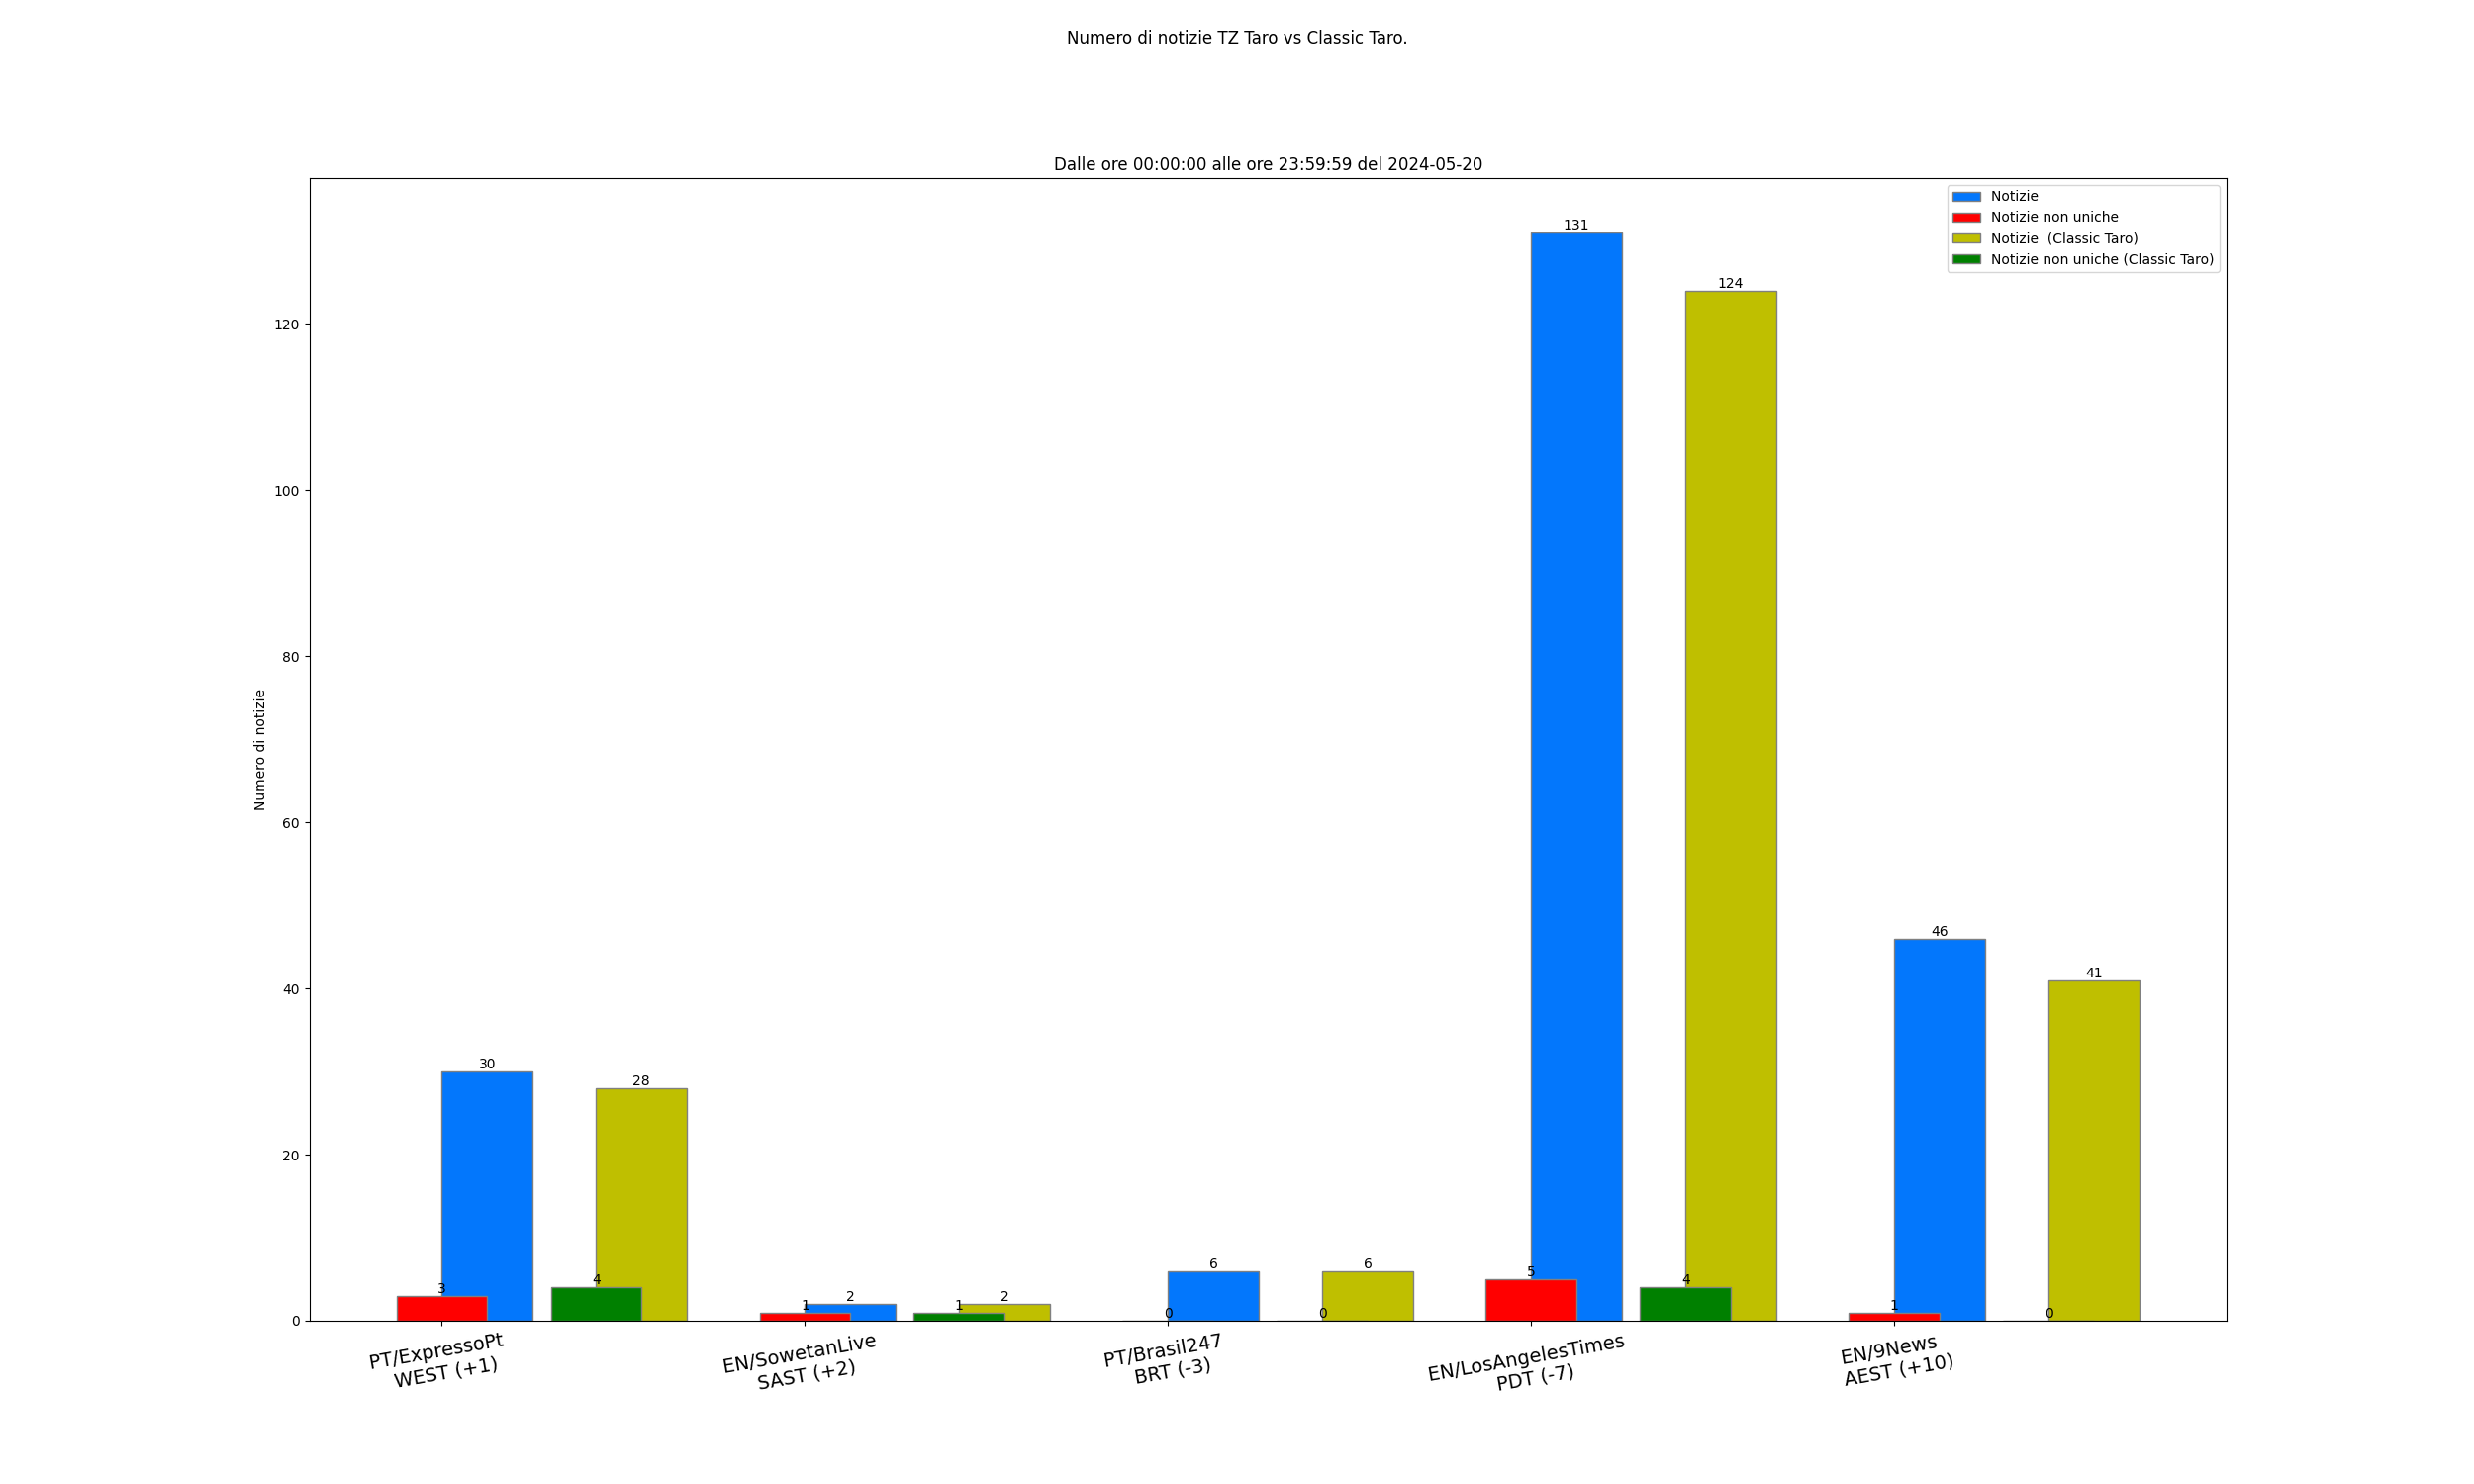 Numero di notizie TZ Taro vs Classic Taro.
Dalle ore 00:00:00 alle ore 23:59:59 del 2024-05-20
Notizie
Notizie non uniche
Notizie  (Classic Taro)
Notizie non uniche (Classic Taro)
Numero di notizie
120
100
80
60
40
20
0
3
30
4
28
1
2
1
2
0
6
0
6
5
131
4
124
1
46
0
41
PT/ExpressoPt
WEST (+1)
EN/SowetanLive
SAST (+2)
PT/Brasil247
BRT (-3)
EN/LosAngelesTimes
PDT (-7)
EN/9News
AEST (+10)